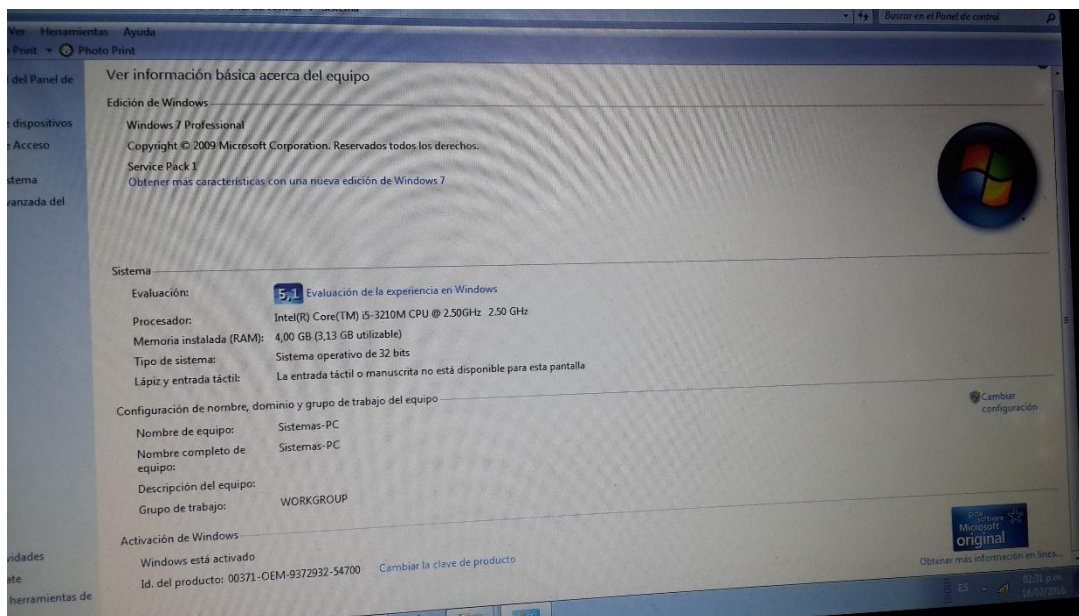 Buscar en el Panel de control
Ver Herramientas Ayuda
Print Photo Print
del Panel de
dispositivos
Acceso
stema
vanzada del
Ver información básica acerca del equipo
Edición de Windows
Windows 7 Professional
Copyright © 2009 Microsoft Corporation. Reservados todos los derechos.
Service Pack 1
Obtener más características con una nueva edición de Windows 7
Sistema
Evaluación: 5,1 Evaluación de la experiencia en Windows
Procesador: Intel(R) Core(TM) i5-3210M CPU @ 2.50GHz 2.50 GHz
Memoria instalada (RAM): 4,00 GB (3,13 GB utilizable)
Tipo de sistema: Sistema operativo de 32 bits
Lápiz y entrada táctil: La entrada táctil o manuscrita no está disponible para esta pantalla
Configuración de nombre, dominio y grupo de trabajo del equipo
Nombre de equipo: Sistemas-PC
Cambiar
configuración
Nombre completo de Sistemas-PC
equipo:
Descripción del equipo:
Grupo de trabajo: WORKGROUP
Activación de Windows
Windows está activado
Id. del producto: 00371-OEM-9372932-54700 Cambiar la clave de producto
pida
software
Microsoft
original
Obtener más información en línea...
vidades
ate
herramientas de
ES 02:31 p.m.